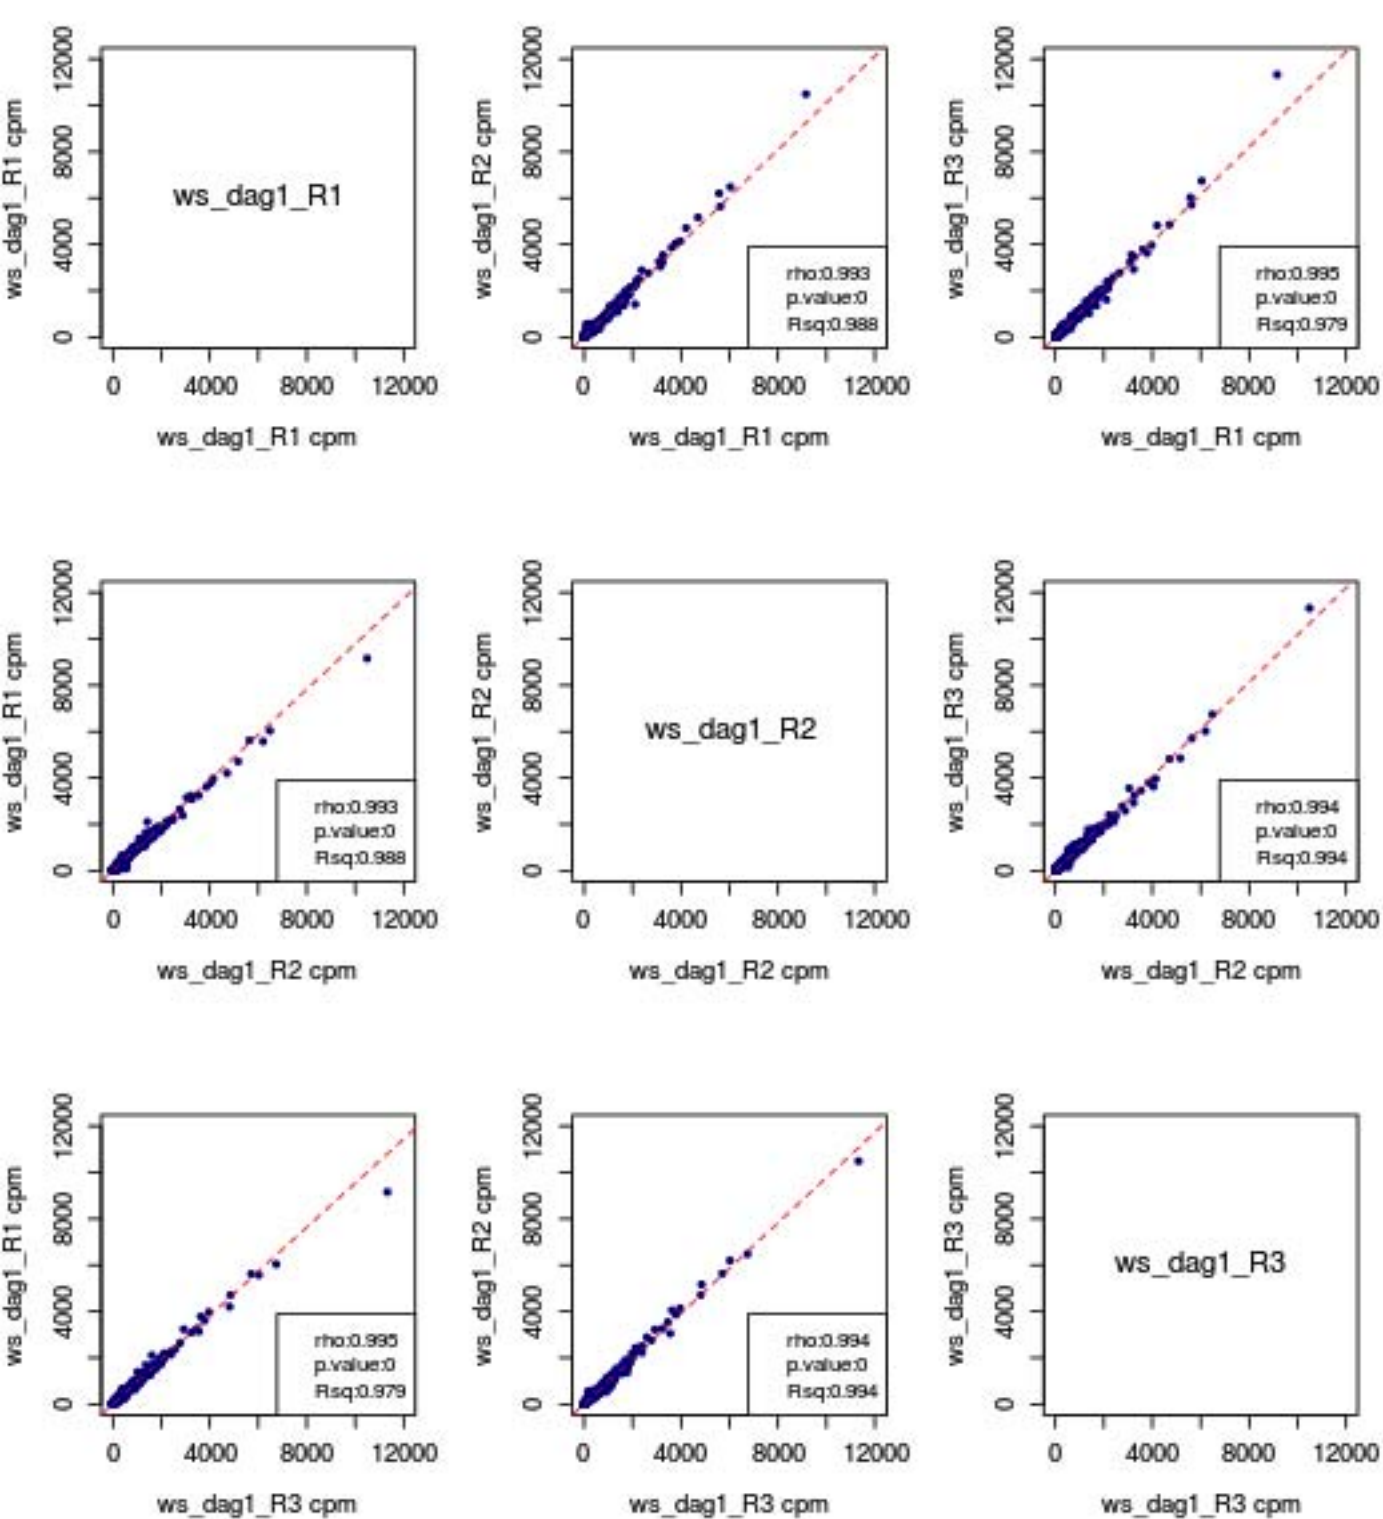 ws_dag1_R1 cpm
0 4000 8000 12000
ws_dag1_R1
0 4000 8000 12000
ws_dag1_R1 cpm
ws_dag1_R2 cpm
0 4000 8000 12000
rho:0.993
p.value:0
Rsq:0.988
0 4000 8000 12000
ws_dag1_R1 cpm
ws_dag1_R3 cpm
0 4000 8000 12000
rho:0.995
p.value:0
Rsq:0.979
0 4000 8000 12000
ws_dag1_R1 cpm
ws_dag1_R1 cpm
0 4000 8000 12000
rho:0.993
p.value:0
Rsq:0.988
0 4000 8000 12000
ws_dag1_R2 cpm
ws_dag1_R2 cpm
0 4000 8000 12000
ws_dag1_R2
0 4000 8000 12000
ws_dag1_R2 cpm
ws_dag1_R3 cpm
0 4000 8000 12000
rho:0.994
p.value:0
Rsq:0.994
0 4000 8000 12000
ws_dag1_R2 cpm
ws_dag1_R1 cpm
0 4000 8000 12000
rho:0.995
p.value:0
Rsq:0.979
0 4000 8000 12000
ws_dag1_R3 cpm
ws_dag1_R2 cpm
0 4000 8000 12000
rho:0.994
p.value:0
Rsq:0.994
0 4000 8000 12000
ws_dag1_R3 cpm
ws_dag1_R3 cpm
0 4000 8000 12000
ws_dag1_R3
0 4000 8000 12000
ws_dag1_R3 cpm